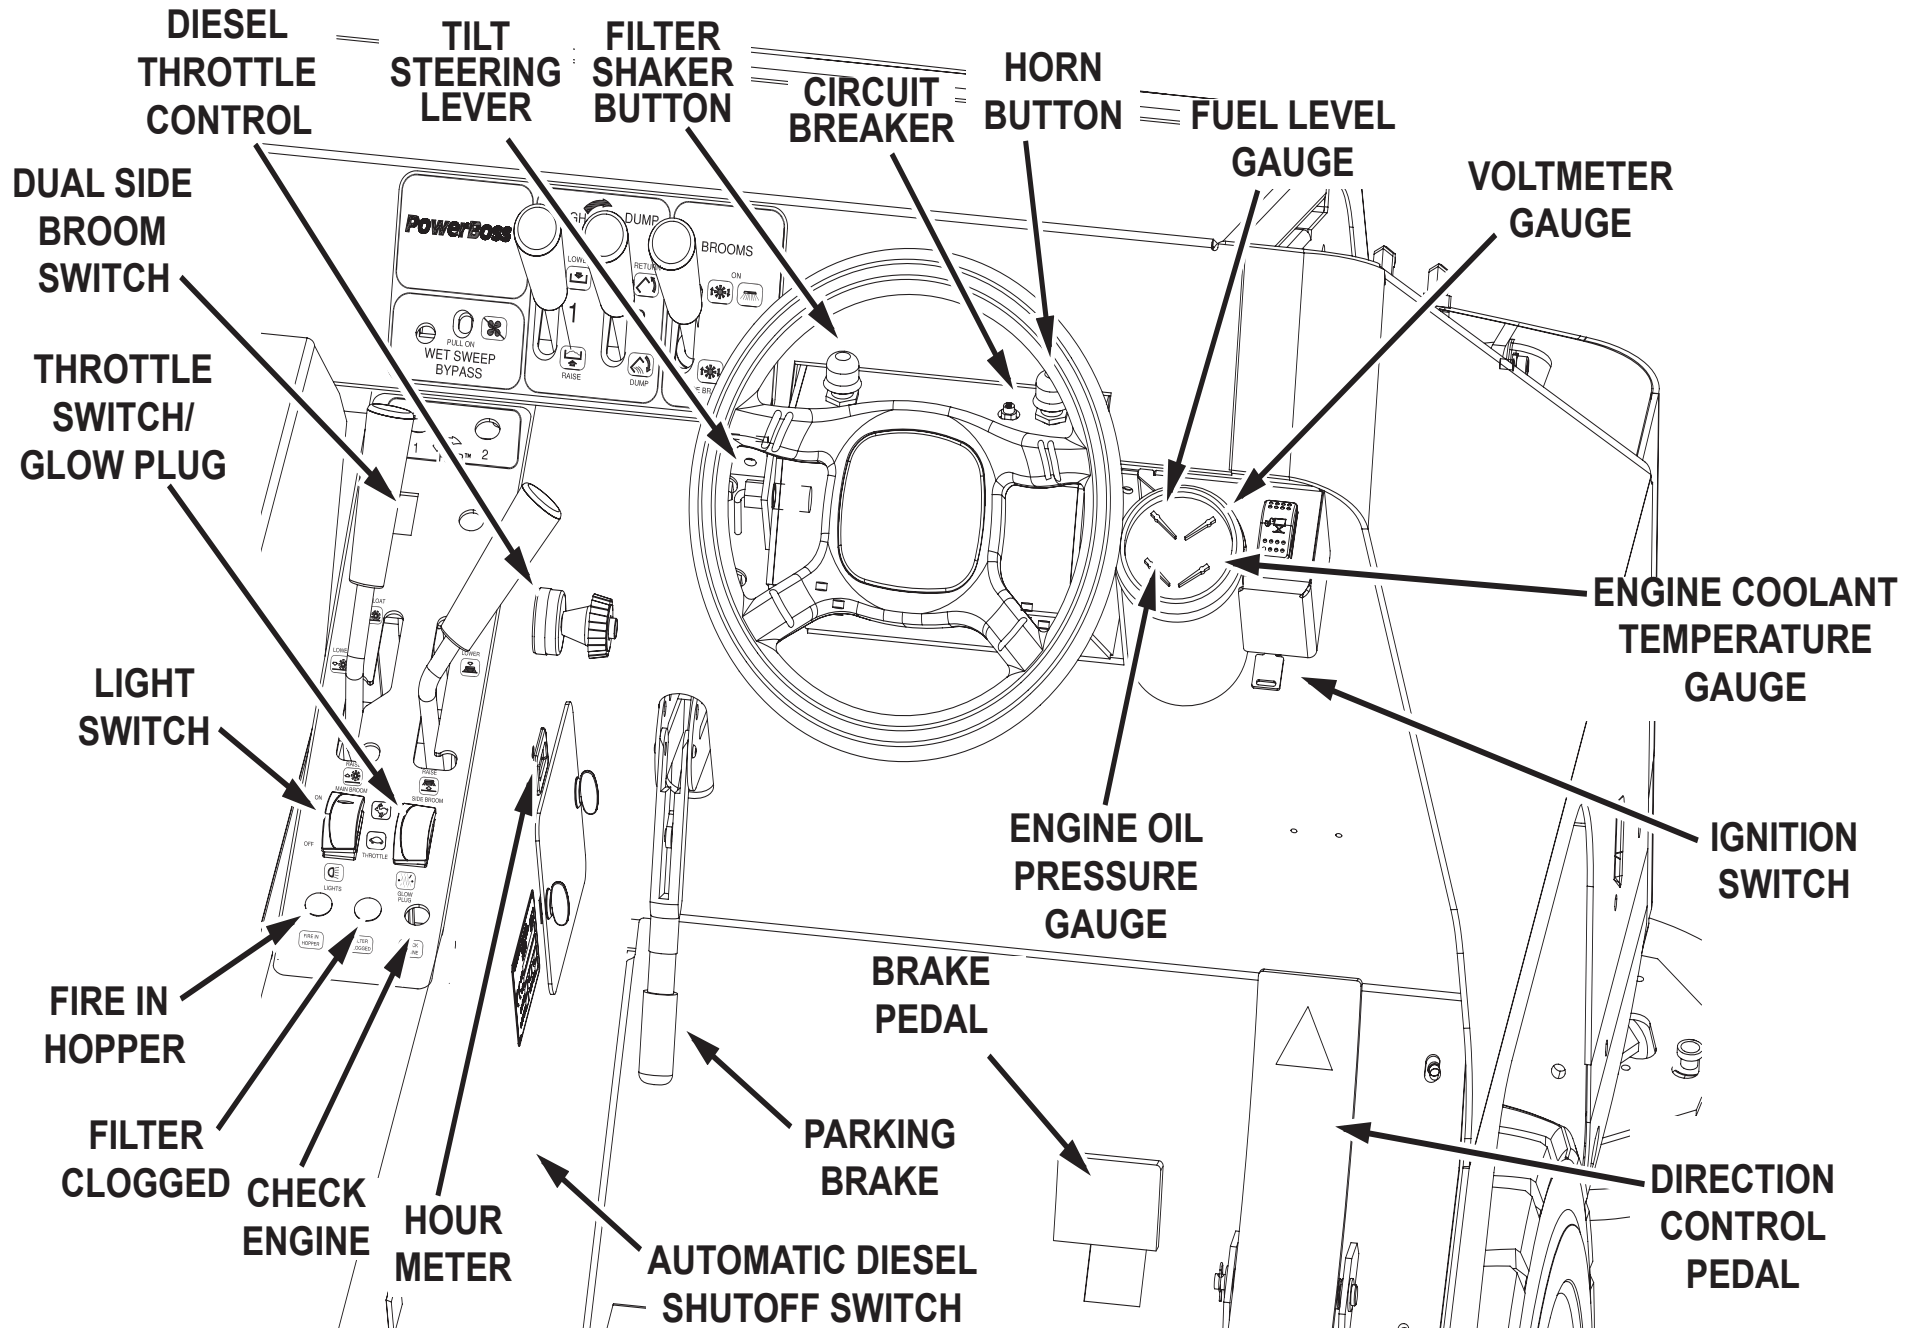 DIESEL
THROTTLE
CONTROL
TILT
STEERING
LEVER
FILTER
SHAKER
BUTTON
CIRCUIT
BREAKER
HORN
BUTTON
FUEL LEVEL
GAUGE
VOLTMETER
GAUGE
DUAL SIDE
BROOM
SWITCH
THROTTLE
SWITCH/
GLOW PLUG
PowerBoss
DUMP
BROOMS
RETURN
ON
1
PULL ON
WET SWEEP
BYPASS
RAISE
DUMP
1
2
LOWER
ENGINE COOLANT
TEMPERATURE
GAUGE
LIGHT
SWITCH
RAISE
RAISE
MAIN BROOM
SIDE BROOM
ON
OFF
THROTTLE
LIGHTS
GLOW
PLUG
FIRE IN
HOPPER
ENGINE OIL
PRESSURE
GAUGE
IGNITION
SWITCH
FIRE IN
HOPPER
BRAKE
PEDAL
FILTER
CLOGGED
CHECK
ENGINE
HOUR
METER
PARKING
BRAKE
AUTOMATIC DIESEL
SHUTOFF SWITCH
DIRECTION
CONTROL
PEDAL